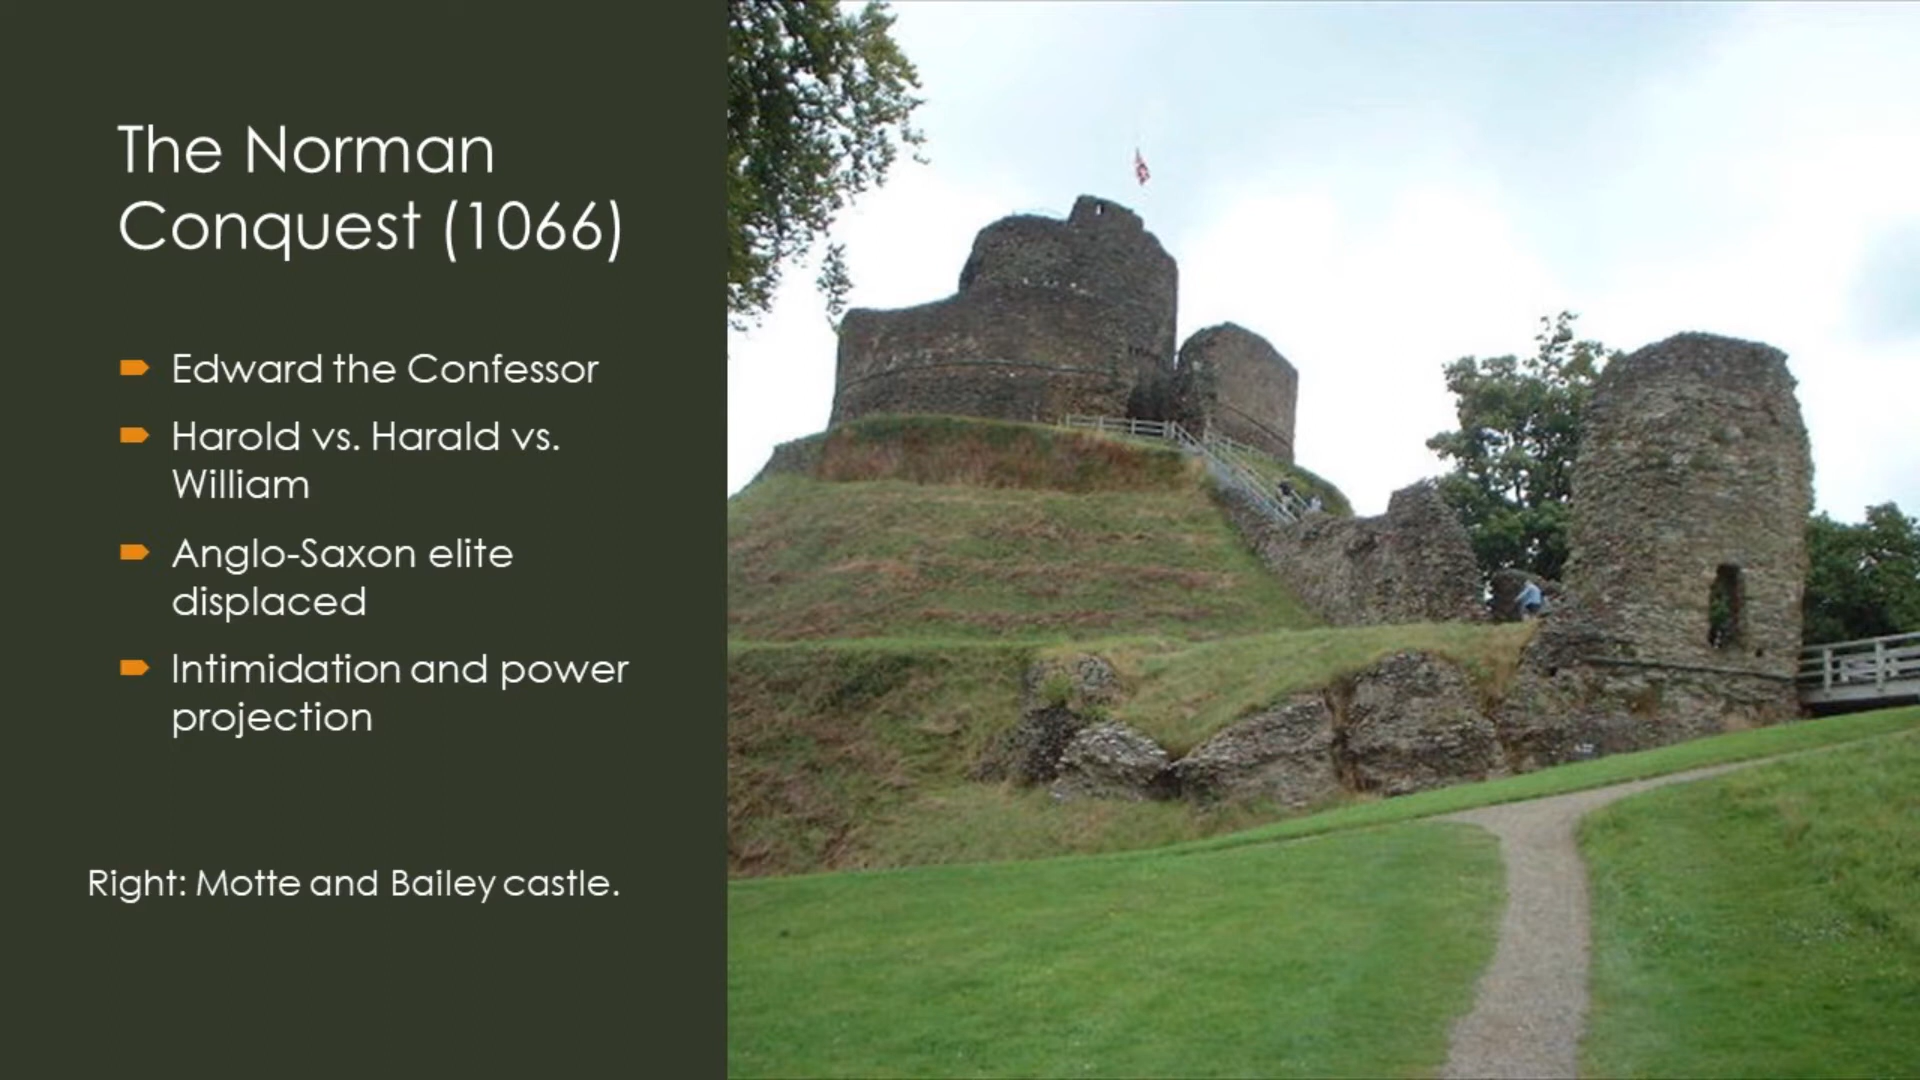 The Norman
Conquest (1066)
Edward the Confessor
Harold vs. Harald vs.
William
Anglo-Saxon elite
displaced
Intimidation and power
projection
Right: Motte and Bailey castle.